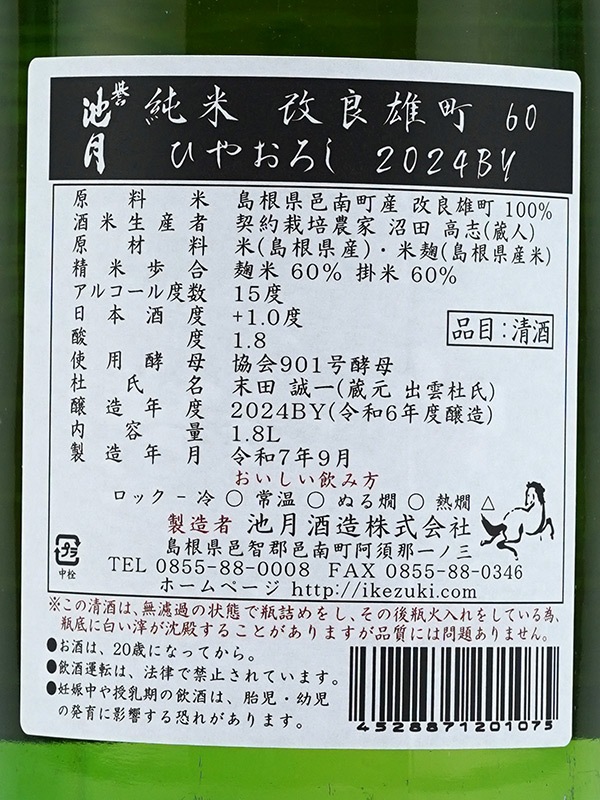 誉池月 純米 改良雄町 60
ひやおろし 2024BY
原料米 島根県邑南町産 改良雄町 100%
酒米生産者 契約栽培農家 沼田 高志(蔵人)
原材料 米(島根県産)・米麹(島根県産米)
精米歩合 麹米 60% 掛米 60%
アルコール度数 15度
日本酒度 +1.0度
酸度 1.8
品目:清酒
使用酵母 協会901号酵母
杜氏名 末田 誠一(蔵元 出雲杜氏)
醸造年度 2024BY(令和6年度醸造)
内容量 1.8L
製造年月 令和7年9月
おいしい飲み方
ロック − 冷 ○ 常温 ○ ぬる燗 ○ 熱燗 △
製造者 池月酒造株式会社
島根県邑智郡邑南町阿須那一ノ三
TEL 0855-88-0008 FAX 0855-88-0346
ホームページ http://ikezuki.com
プラ
中栓
※この清酒は、無濾過の状態で瓶詰めをし、その後瓶火入れをしている為、
瓶底に白い滓が沈殿することがありますが品質には問題ありません。
●お酒は、20歳になってから。
●飲酒運転は、法律で禁止されています。
●妊娠中や授乳期の飲酒は、胎児・幼児
の発育に影響する恐れがあります。
4528871201075